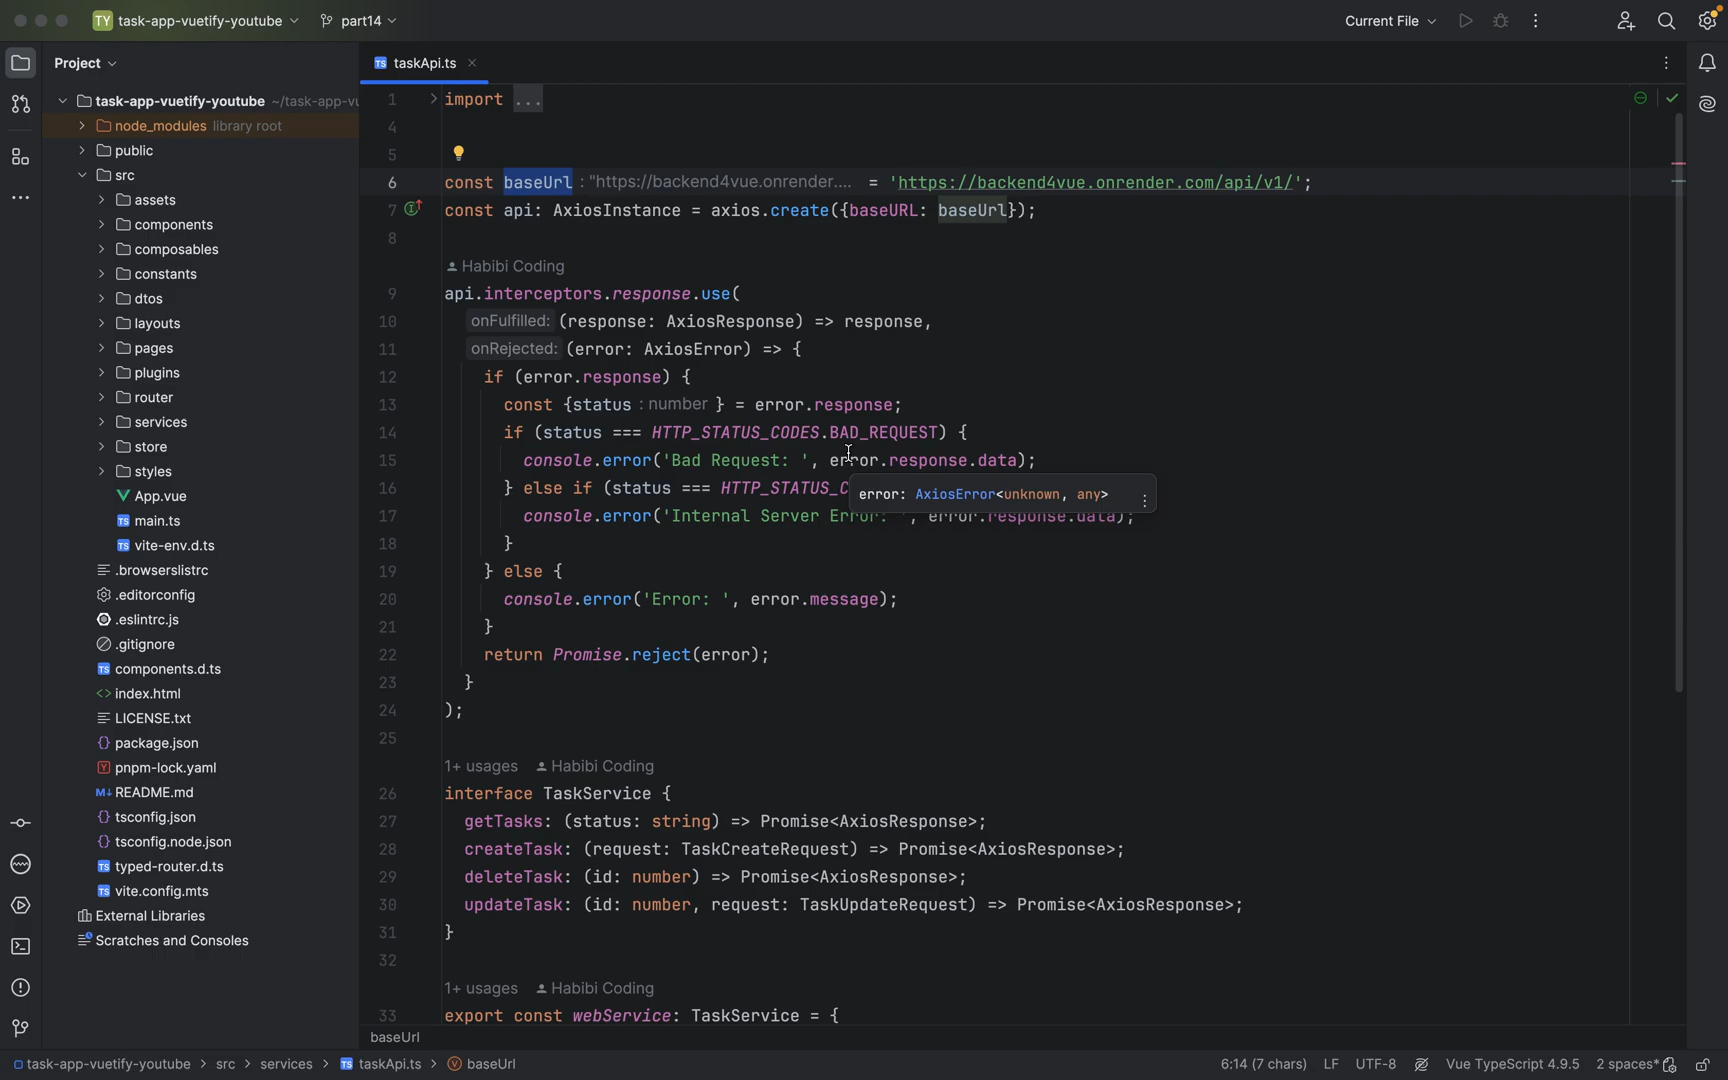 TY task-app-vuetify-youtube part14 Current File
Project
taskApi.ts
task-app-vuetify-youtube ~/task-app-vu
node_modules library root
public
src
assets
components
composables
constants
dtos
layouts
pages
plugins
router
services
store
styles
App.vue
TS main.ts
TS vite-env.d.ts
.browserslistrc
.editorconfig
.eslintrc.js
.gitignore
TS components.d.ts
<> index.html
LICENSE.txt
{} package.json
Y pnpm-lock.yaml
M↓ README.md
{} tsconfig.json
{} tsconfig.node.json
TS typed-router.d.ts
TS vite.config.mts
External Libraries
Scratches and Consoles
1 import ...
4
5
6 const baseUrl : "https://backend4vue.onrender.... = 'https://backend4vue.onrender.com/api/v1/';
7 const api: AxiosInstance = axios.create({baseURL: baseUrl});
8
Habibi Coding
9 api.interceptors.response.use(
10 onFulfilled: (response: AxiosResponse) => response,
11 onRejected: (error: AxiosError) => {
12 if (error.response) {
13 const {status : number } = error.response;
14 if (status === HTTP_STATUS_CODES.BAD_REQUEST) {
15 console.error('Bad Request: ', error.response.data);
16 } else if (status === HTTP_STATUS_C
error: AxiosError<unknown, any>
17 console.error('Internal Server Error: ', error.response.data);
18 }
19 } else {
20 console.error('Error: ', error.message);
21 }
22 return Promise.reject(error);
23 }
24 );
25
1+ usages Habibi Coding
26 interface TaskService {
27 getTasks: (status: string) => Promise<AxiosResponse>;
28 createTask: (request: TaskCreateRequest) => Promise<AxiosResponse>;
29 deleteTask: (id: number) => Promise<AxiosResponse>;
30 updateTask: (id: number, request: TaskUpdateRequest) => Promise<AxiosResponse>;
31 }
32
1+ usages Habibi Coding
33 export const webService: TaskService = {
baseUrl
task-app-vuetify-youtube > src > services > TS taskApi.ts > V baseUrl 6:14 (7 chars) LF UTF-8 Vue TypeScript 4.9.5 2 spaces*